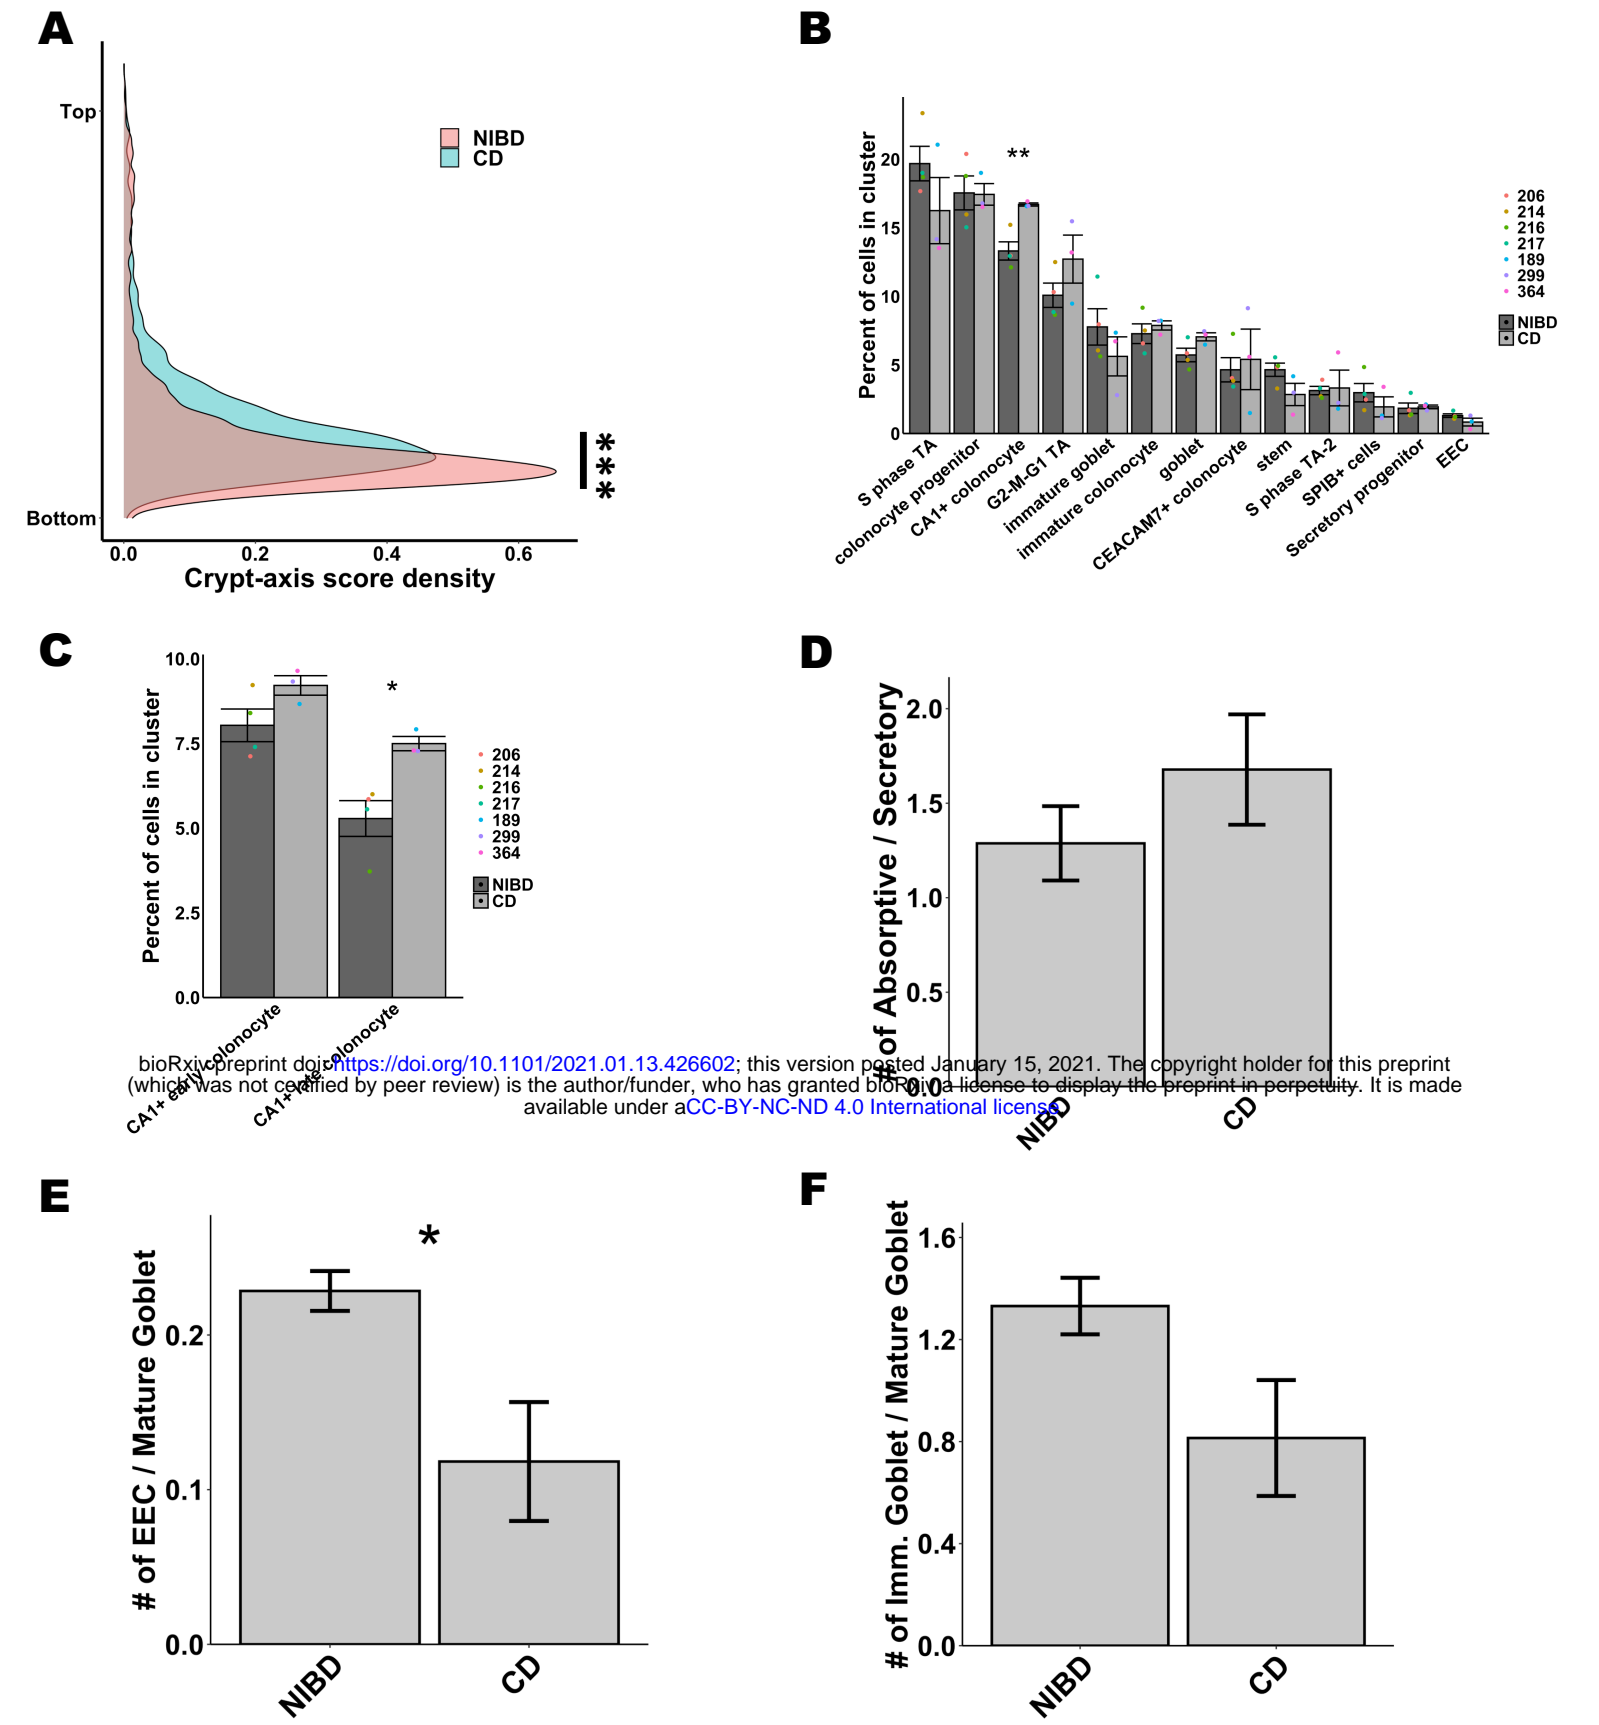 A
Top
Bottom
NIBD
CD
***
0.0 0.2 0.4 0.6
Crypt-axis score density
B
Percent of cells in cluster
20
15
10
5
0
**
S phase TA
colonocyte progenitor
CA1+ colonocyte
G2-M-G1 TA
immature goblet
immature colonocyte
goblet
CEACAM7+ colonocyte
stem
S phase TA-2
SPIB+ cells
Secretory progenitor
EEC
206
214
216
217
189
299
364
NIBD
CD
C
Percent of cells in cluster
10.0
7.5
5.0
2.5
0.0
*
CA1+ early colonocyte
CA1+ late colonocyte
206
214
216
217
189
299
364
NIBD
CD
D
# of Absorptive / Secretory
2.0
1.5
1.0
0.5
0.0
NIBD
CD
bioRxiv preprint doi: https://doi.org/10.1101/2021.01.13.426602; this version posted January 15, 2021. The copyright holder for this preprint
(which was not certified by peer review) is the author/funder, who has granted bioRxiv a license to display the preprint in perpetuity. It is made
available under aCC-BY-NC-ND 4.0 International license.
E
# of EEC / Mature Goblet
0.2
0.1
0.0
*
NIBD
CD
F
# of Imm. Goblet / Mature Goblet
1.6
1.2
0.8
0.4
0.0
NIBD
CD